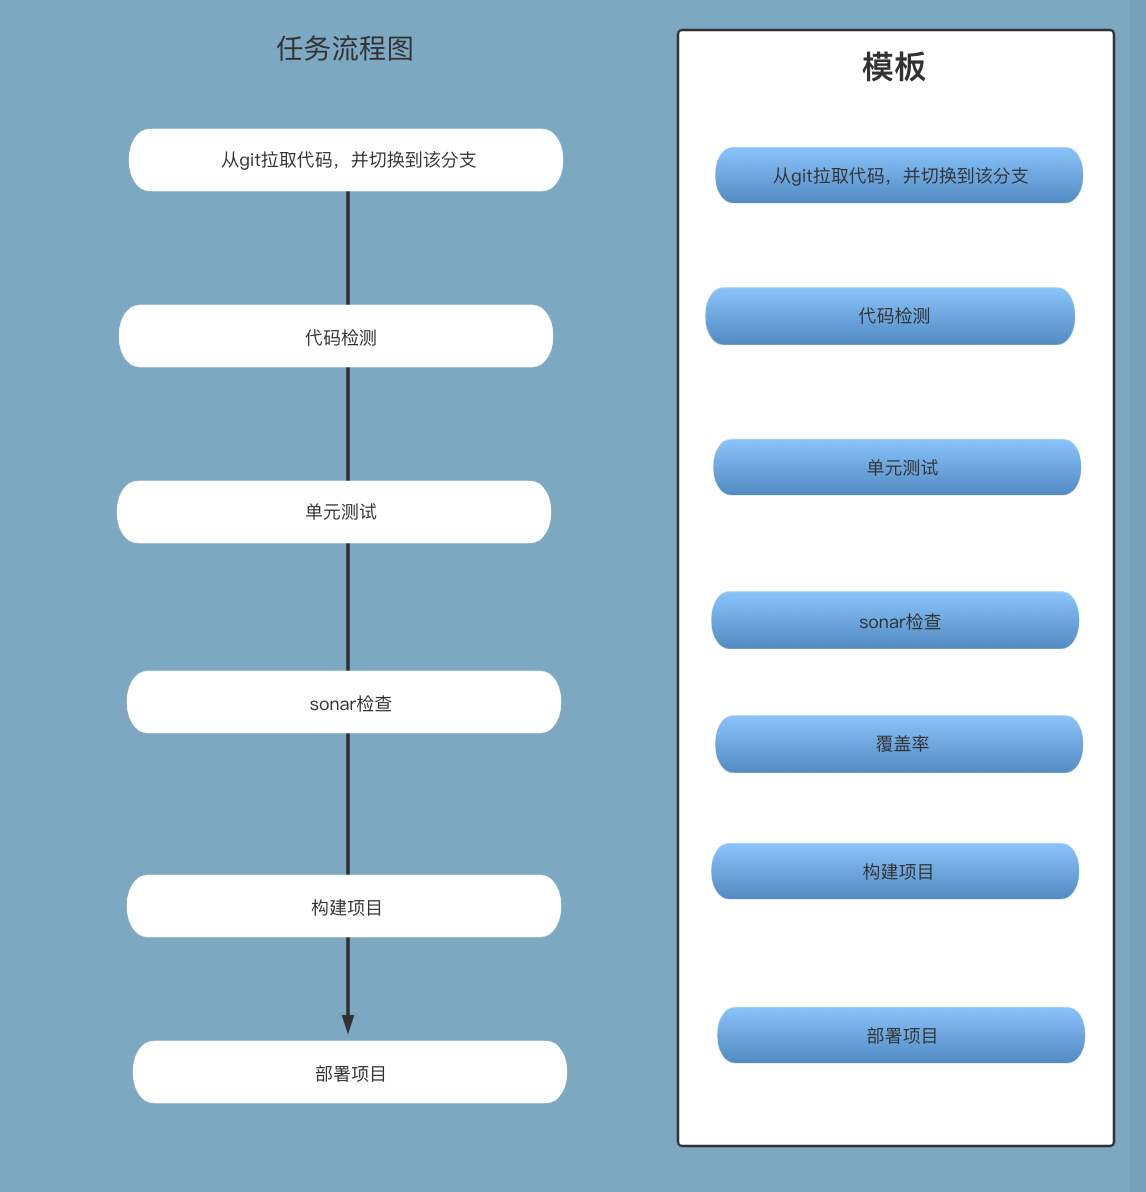 任务流程图
从git拉取代码，并切换到该分支
代码检测
单元测试
sonar检查
构建项目
部署项目
模板
从git拉取代码，并切换到该分支
代码检测
单元测试
sonar检查
覆盖率
构建项目
部署项目